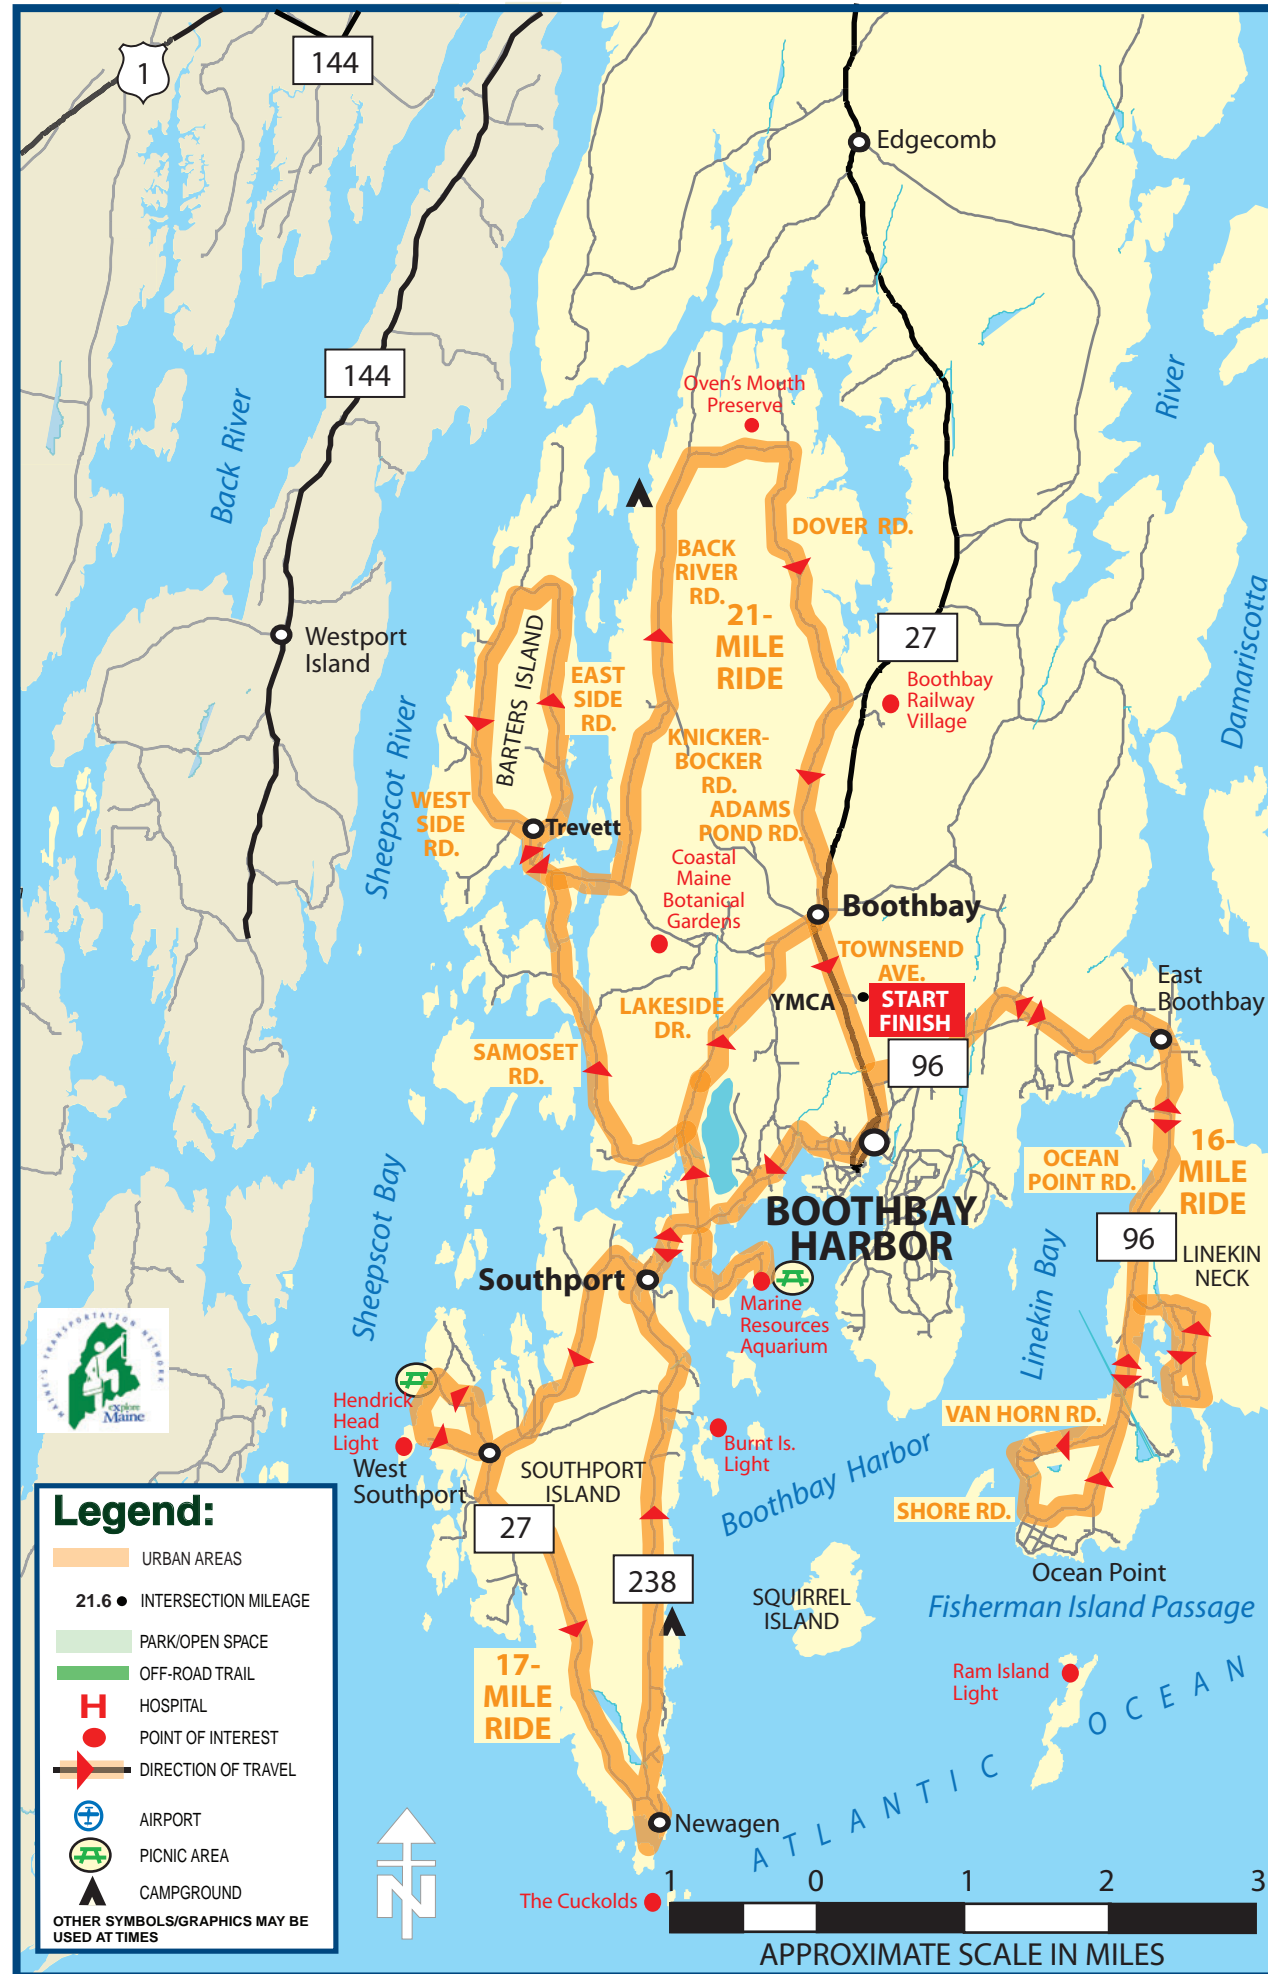 1
144
Edgecomb
144
Back River
River
Oven's Mouth
Preserve
DOVER RD.
BACK
RIVER
RD.
21-
MILE
RIDE
27
Westport
Island
Damariscotta
BARTERS ISLAND
EAST
SIDE
RD.
Boothbay
Railway
Village
Sheepscot River
KNICKER-
BOCKER
RD.
ADAMS
POND RD.
WEST
SIDE
RD.
Trevett
Coastal
Maine
Botanical
Gardens
Boothbay
TOWNSEND
AVE.
YMCA
START
FINISH
East
Boothbay
LAKESIDE
DR.
SAMOSET
RD.
96
OCEAN
POINT RD.
16-
MILE
RIDE
BOOTHBAY
HARBOR
96
LINEKIN
NECK
Sheepscot Bay
Southport
Linekin Bay
Marine
Resources
Aquarium
MAINE'S TRANSPORTATION NETWORK
explore
Maine
Hendrick
Head
Light
West
Southport
VAN HORN RD.
Burnt Is.
Light
Boothbay Harbor
SOUTHPORT
ISLAND
SHORE RD.
27
238
Ocean Point
SQUIRREL
ISLAND
Fisherman Island Passage
17-
MILE
RIDE
Ram Island
Light
ATLANTIC OCEAN
Newagen
The Cuckolds
Legend:
URBAN AREAS
21.6 INTERSECTION MILEAGE
PARK/OPEN SPACE
OFF-ROAD TRAIL
H HOSPITAL
POINT OF INTEREST
DIRECTION OF TRAVEL
AIRPORT
PICNIC AREA
CAMPGROUND
OTHER SYMBOLS/GRAPHICS MAY BE
USED AT TIMES
N
1 0 1 2 3
APPROXIMATE SCALE IN MILES